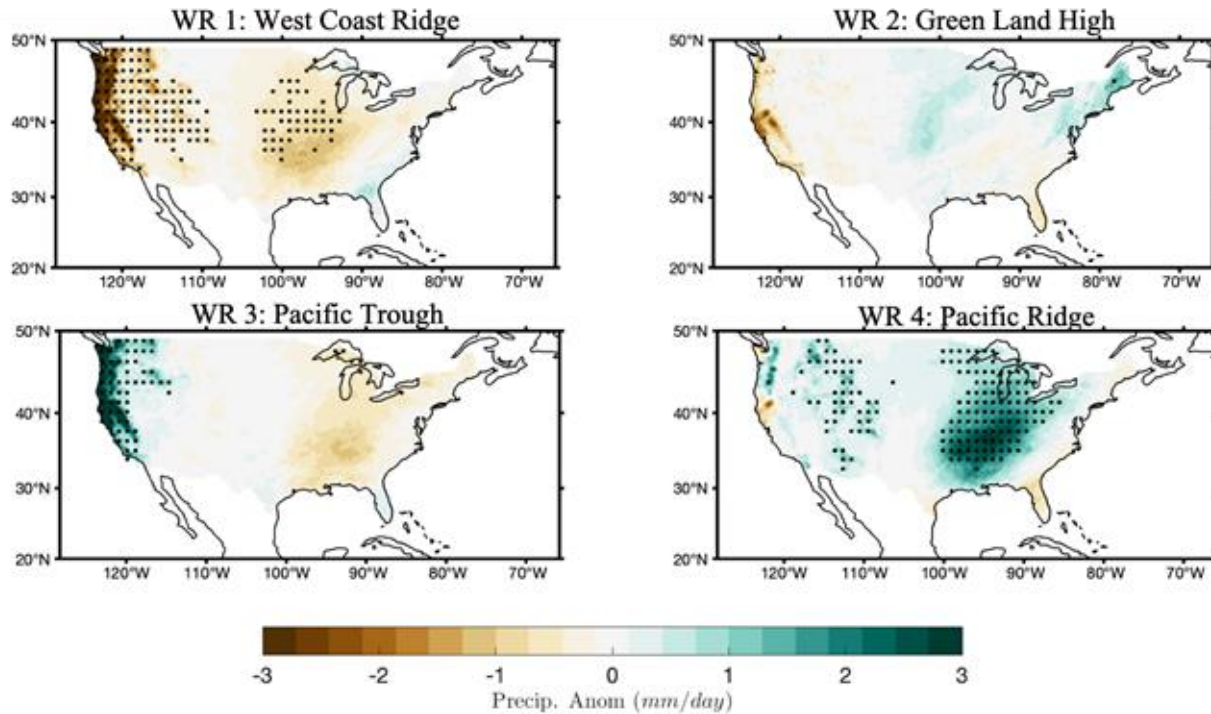 WR 1: West Coast Ridge
WR 2: Green Land High
50°N
40°N
30°N
20°N
120°W 110°W 100°W 90°W 80°W 70°W
50°N
40°N
30°N
20°N
120°W 110°W 100°W 90°W 80°W 70°W
WR 3: Pacific Trough
WR 4: Pacific Ridge
50°N
40°N
30°N
20°N
120°W 110°W 100°W 90°W 80°W 70°W
50°N
40°N
30°N
20°N
120°W 110°W 100°W 90°W 80°W 70°W
-3 -2 -1 0 1 2 3
Precip. Anom (mm/day)